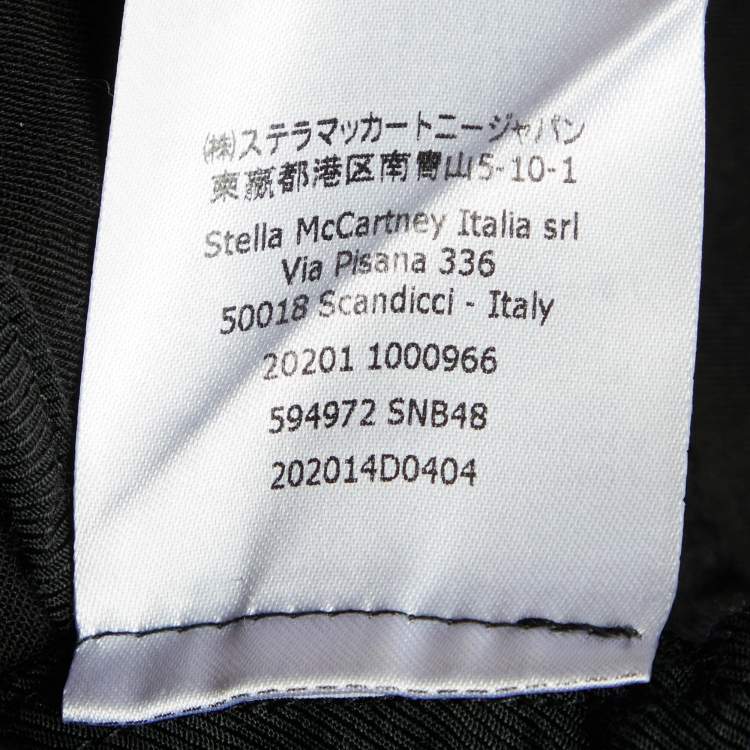 (株)ステラマッカートニージャパン
東嬴都港区南青山5-10-1
Stella McCartney Italia srl
Via Pisana 336
50018 Scandicci - Italy
20201 1000966
594972 SNB48
202014D0404